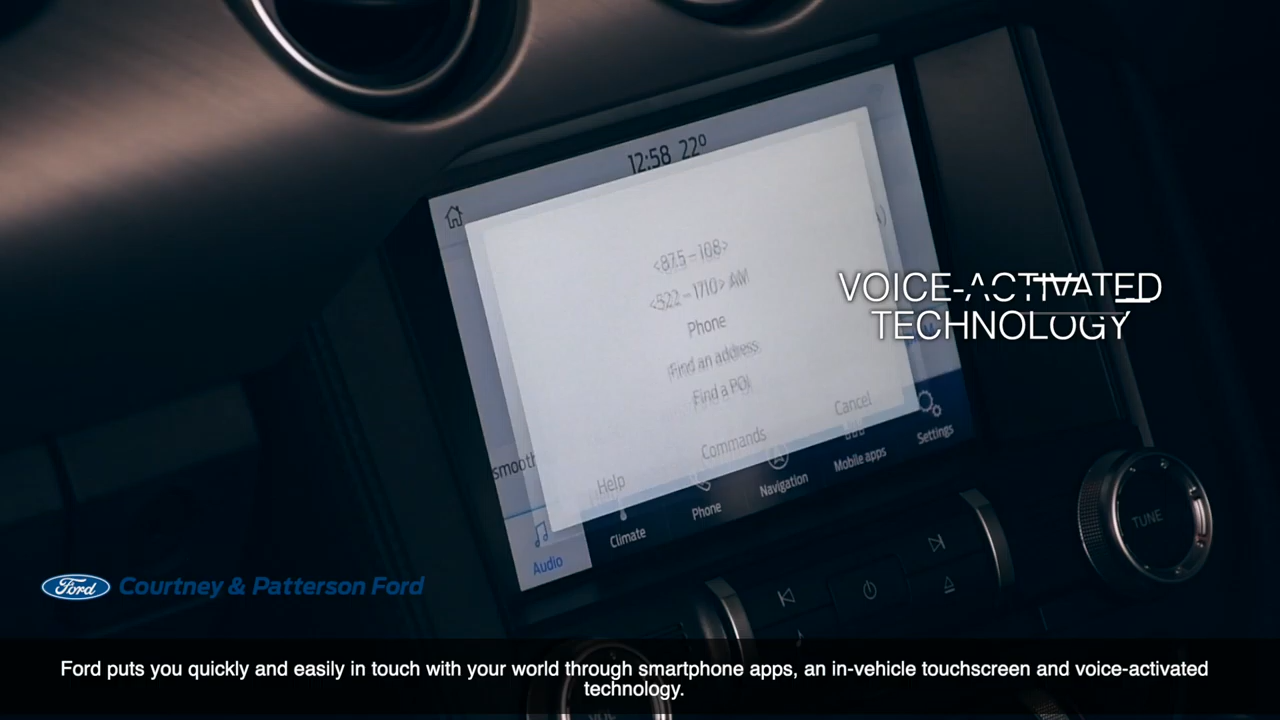 12:58 22°
<87.5 – 108>
<522 – 1710> AM
Phone
Find an address
Find a POI
Cancel
Commands
Help
smooth
Settings
Mobile apps
Navigation
Phone
Climate
Audio
VOICE-ACTIVATED
TECHNOLOGY
TUNE
Ford Courtney & Patterson Ford
Ford puts you quickly and easily in touch with your world through smartphone apps, an in-vehicle touchscreen and voice-activated
technology.